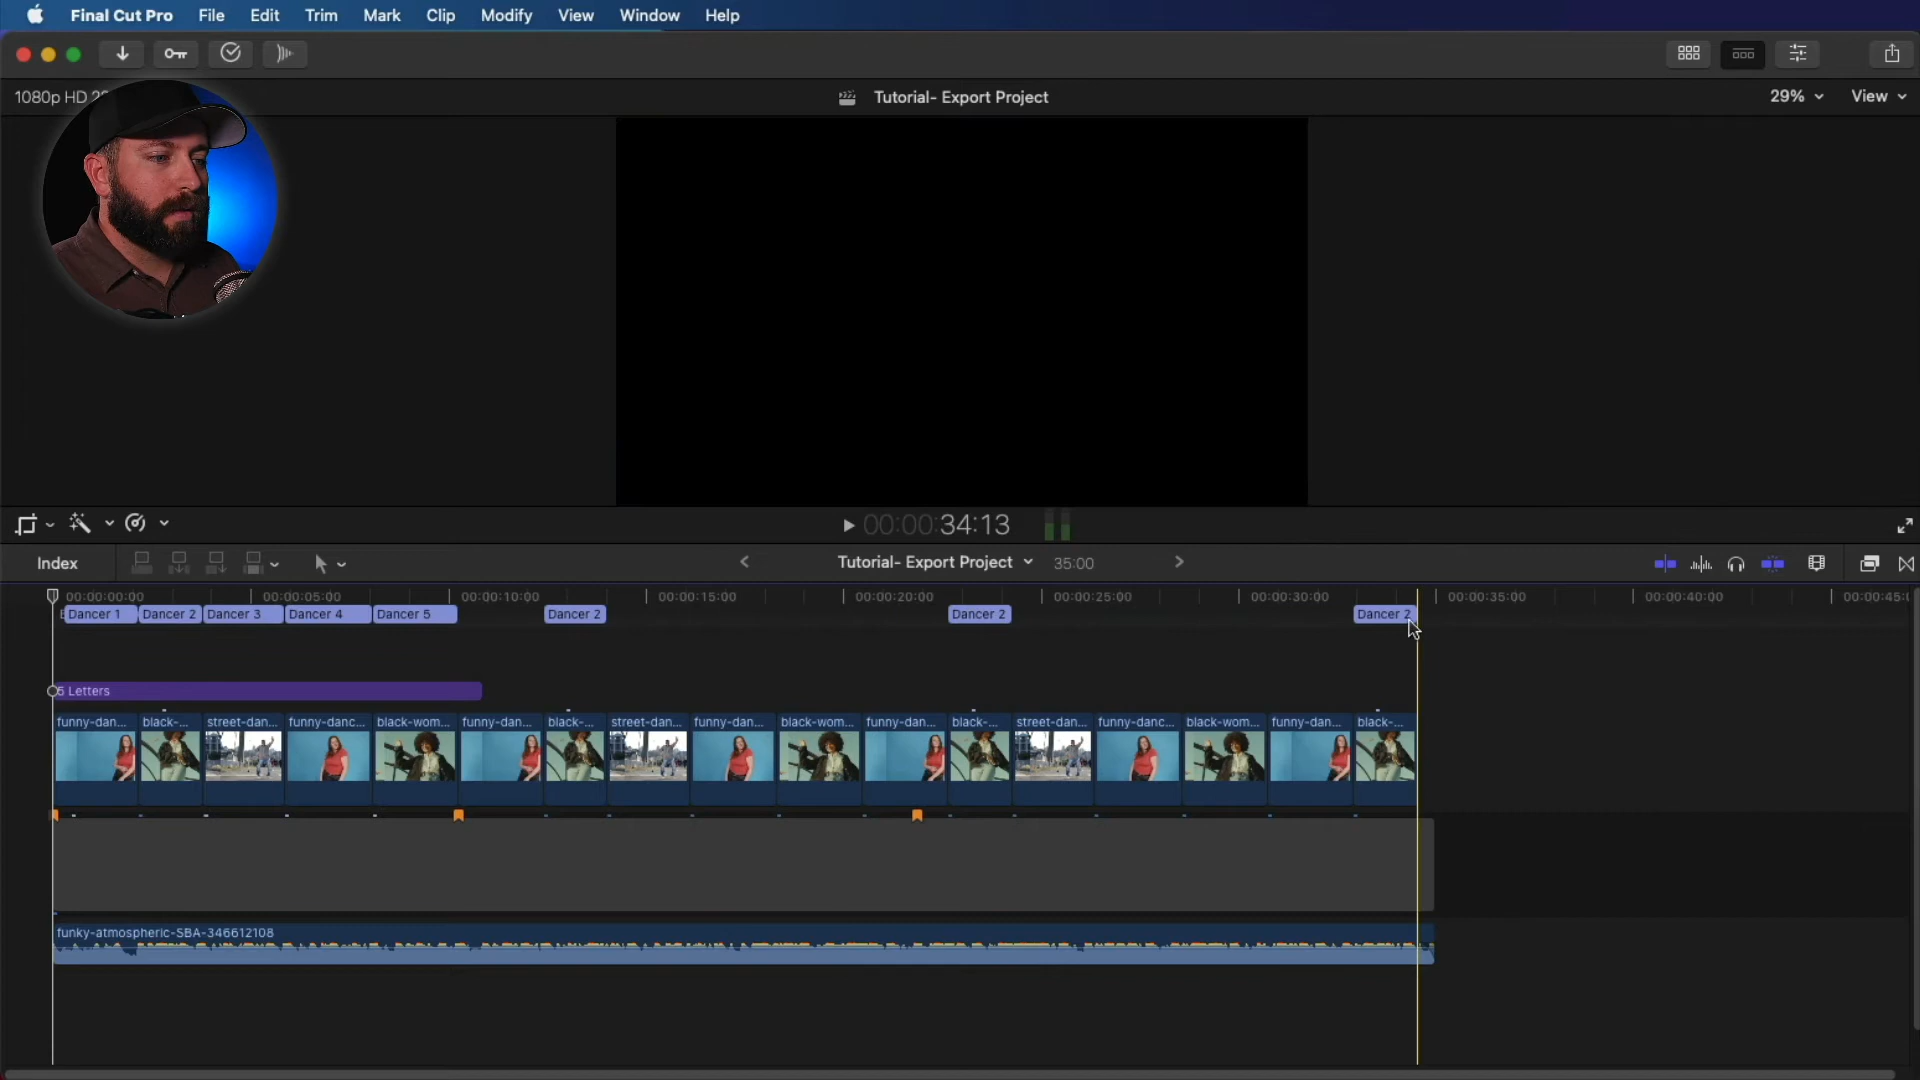 Final Cut Pro File Edit Trim Mark Clip Modify View Window Help
1080p HD 2
Tutorial- Export Project
29% View
00:00:34:13
Index
Tutorial- Export Project 35:00
00:00:00:00 00:00:05:00 00:00:10:00 00:00:15:00 00:00:20:00 00:00:25:00 00:00:30:00 00:00:35:00 00:00:40:00 00:00:45:
Dancer 1 Dancer 2 Dancer 3 Dancer 4 Dancer 5 Dancer 2 Dancer 2 Dancer 2
5 Letters
funny-dan... black-... street-dan... funny-danc... black-wom... funny-dan... black-... street-dan... funny-dan... black-wom... funny-dan... black-... street-dan... funny-danc... black-wom... funny-dan... black-...
funky-atmospheric-SBA-346612108